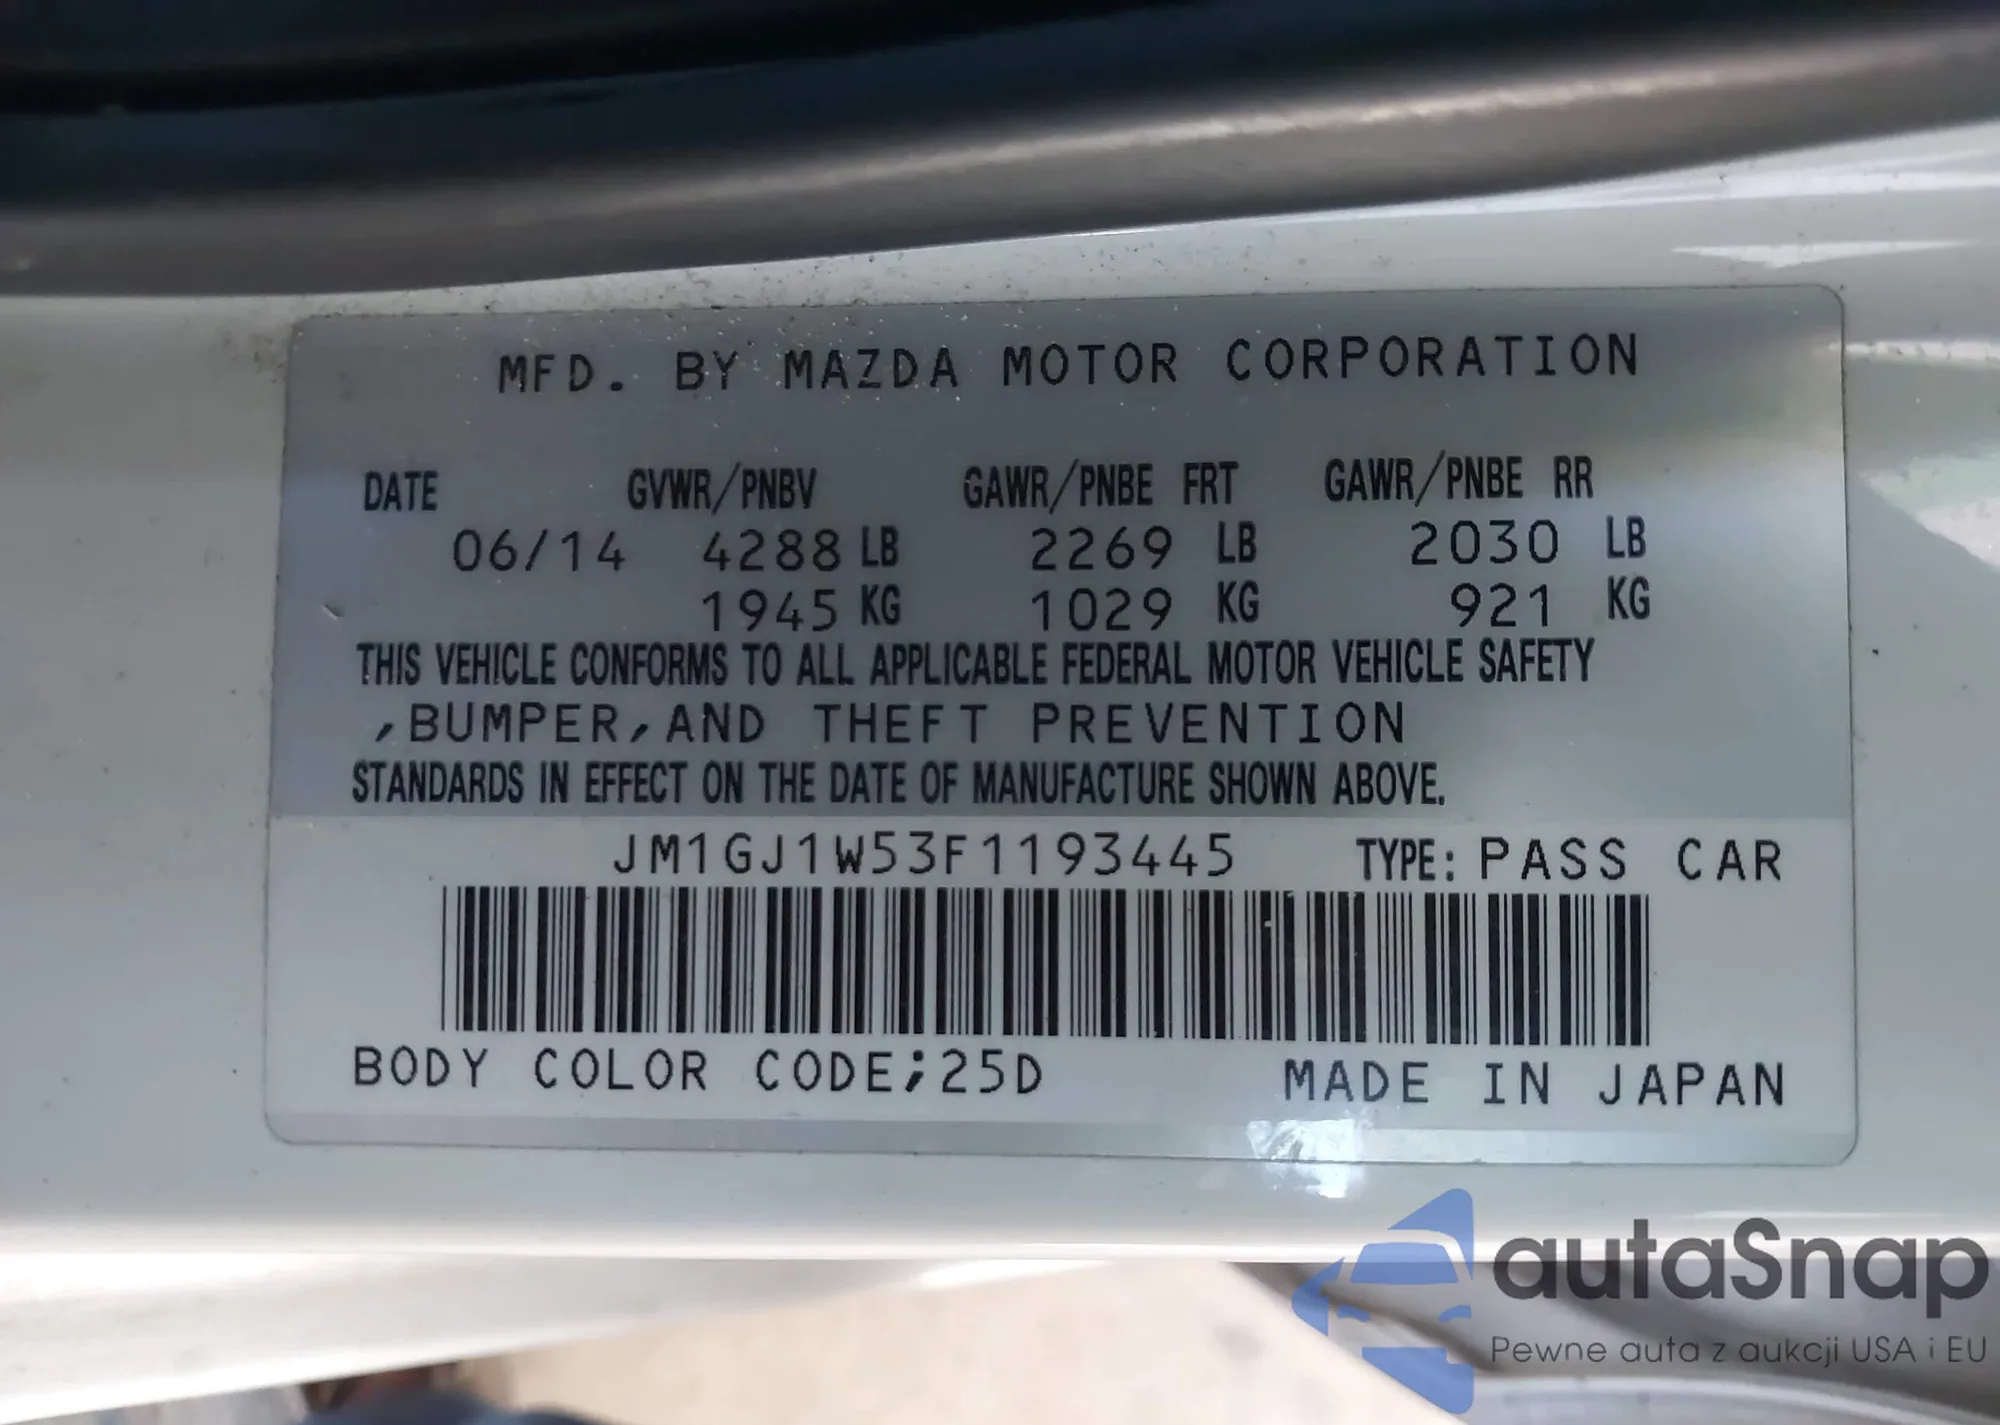 MFD. BY MAZDA MOTOR CORPORATION
DATE GVWR/PNBV GAWR/PNBE FRT GAWR/PNBE RR
06/14 4288 LB 2269 LB 2030 LB
1945 KG 1029 KG 921 KG
THIS VEHICLE CONFORMS TO ALL APPLICABLE FEDERAL MOTOR VEHICLE SAFETY
,BUMPER,AND THEFT PREVENTION
STANDARDS IN EFFECT ON THE DATE OF MANUFACTURE SHOWN ABOVE.
JM1GJ1W53F1193445 TYPE: PASS CAR
BODY COLOR CODE;25D MADE IN JAPAN
autaSnap
Pewne auta z aukcji USA i EU